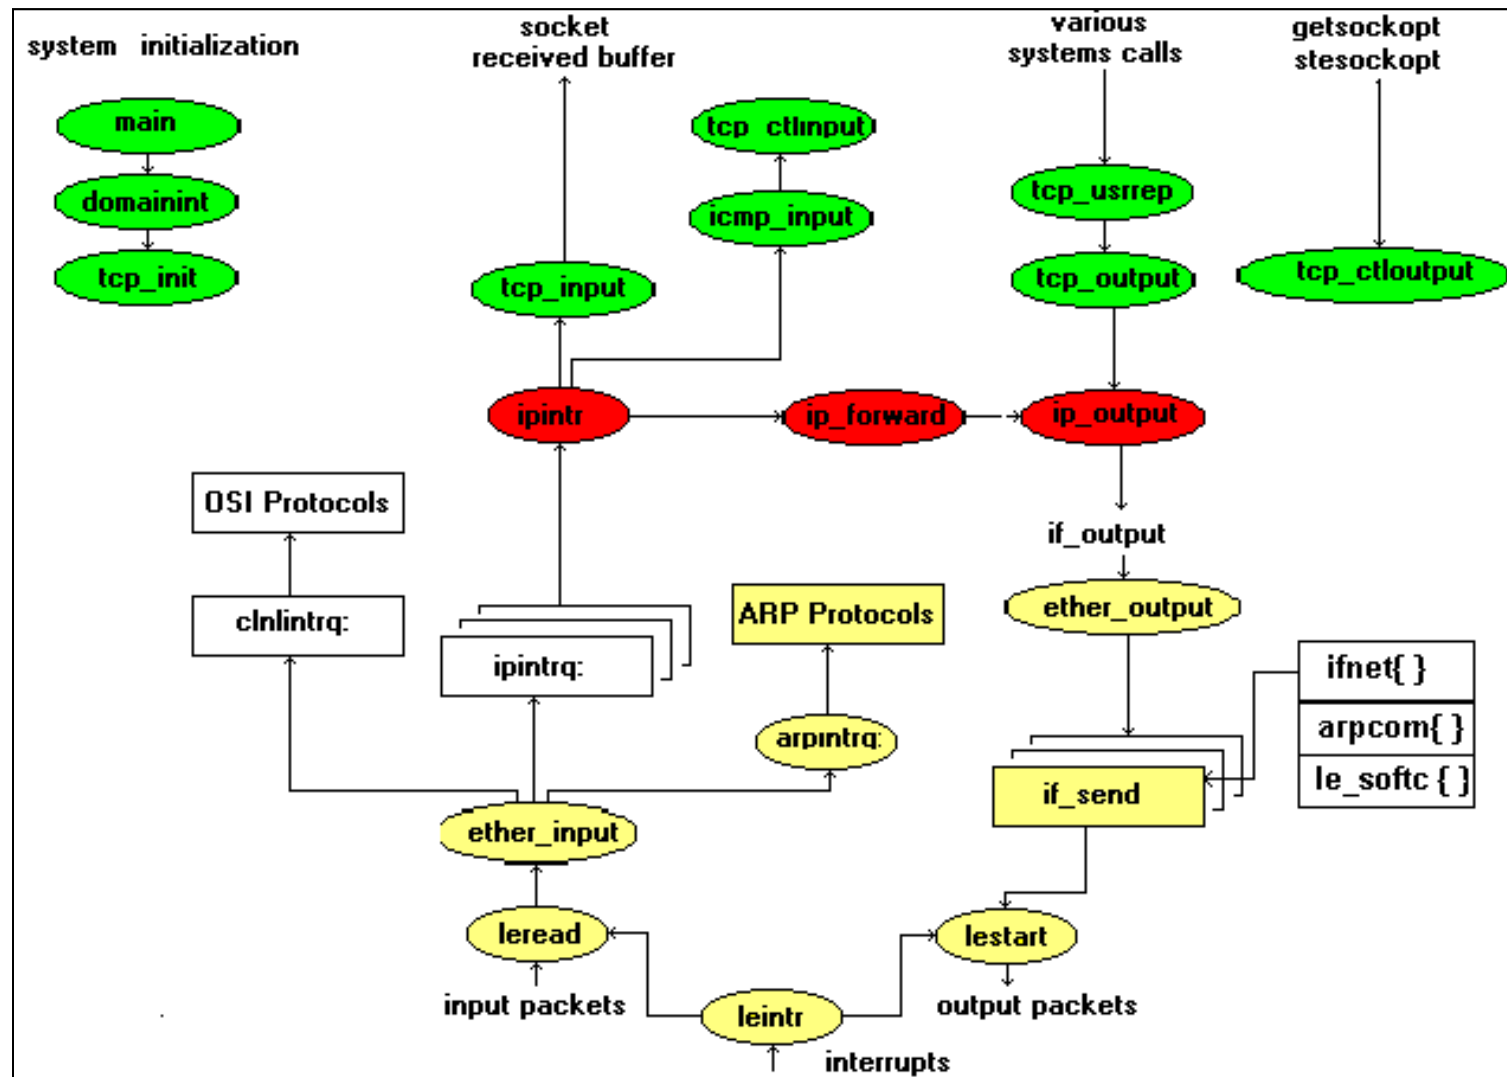 system initialization
socket
received buffer
various
systems calls
getsockopt
stesockopt
main
tcp_ctlinput
domainint
icmp_input
tcp_usrrep
tcp_init
tcp_input
tcp_output
tcp_ctloutput
ipintr
ip_forward
ip_output
OSI Protocols
if_output
clnlintrq:
ARP Protocols
ether_output
ipintrq:
ifnet{ }
arpintrq:
arpcom{ }
if_send
le_softc { }
ether_input
leread
lestart
input packets
leintr
output packets
interrupts